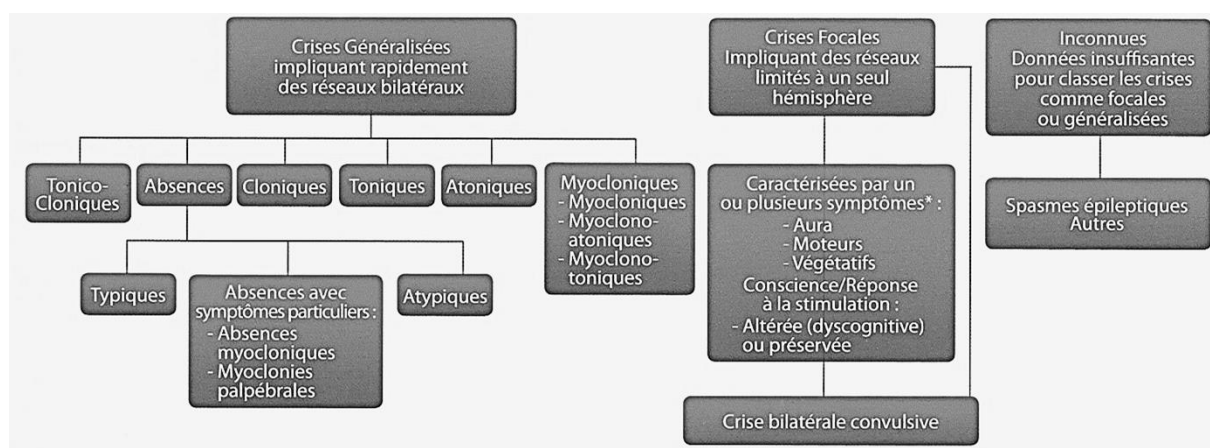 Crises Généralisées
impliquant rapidement
des réseaux bilatéraux
Tonico-
Cloniques
Absences
Cloniques
Toniques
Atoniques
Myocloniques
- Myocloniques
- Myoclono-
atoniques
- Myoclono-
toniques
Typiques
Absences avec
symptômes particuliers :
- Absences
myocloniques
- Myoclonies
palpébrales
Atypiques
Crises Focales
Impliquant des réseaux
limités à un seul
hémisphère
Caractérisées par un
ou plusieurs symptômes* :
- Aura
- Moteurs
- Végétatifs
Conscience/Réponse
à la stimulation :
- Altérée (dyscognitive)
ou préservée
Crise bilatérale convulsive
Inconnues
Données insuffisantes
pour classer les crises
comme focales
ou généralisées
Spasmes épileptiques
Autres